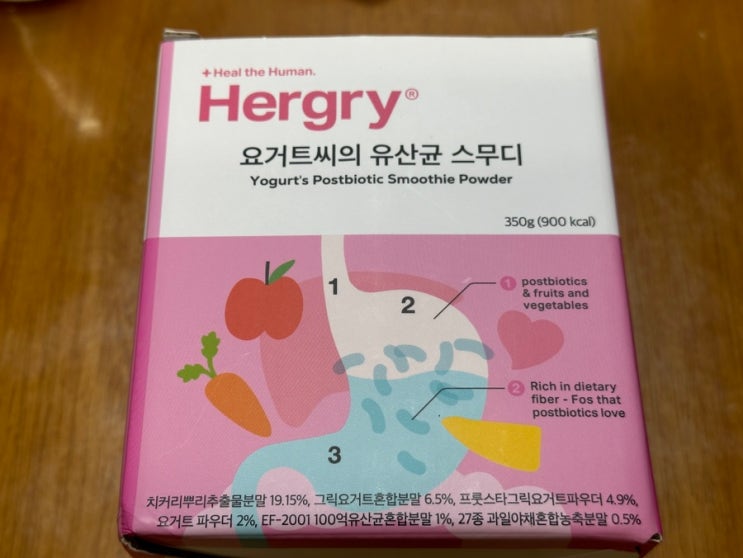 +Heal the Human.
Hergry®
요거트씨의 유산균 스무디
Yogurt's Postbiotic Smoothie Powder
350g (900 kcal)
1
2
1 postbiotics
& fruits and
vegetables
2 Rich in dietary
fiber - Fos that
postbiotics love
3
치커리뿌리추출물분말 19.15%, 그릭요거트혼합분말 6.5%, 프룻스타그릭요거트파우더 4.9%,
요거트 파우더 2%, EF-2001 100억유산균혼합분말 1%, 27종 과일야채혼합농축분말 0.5%